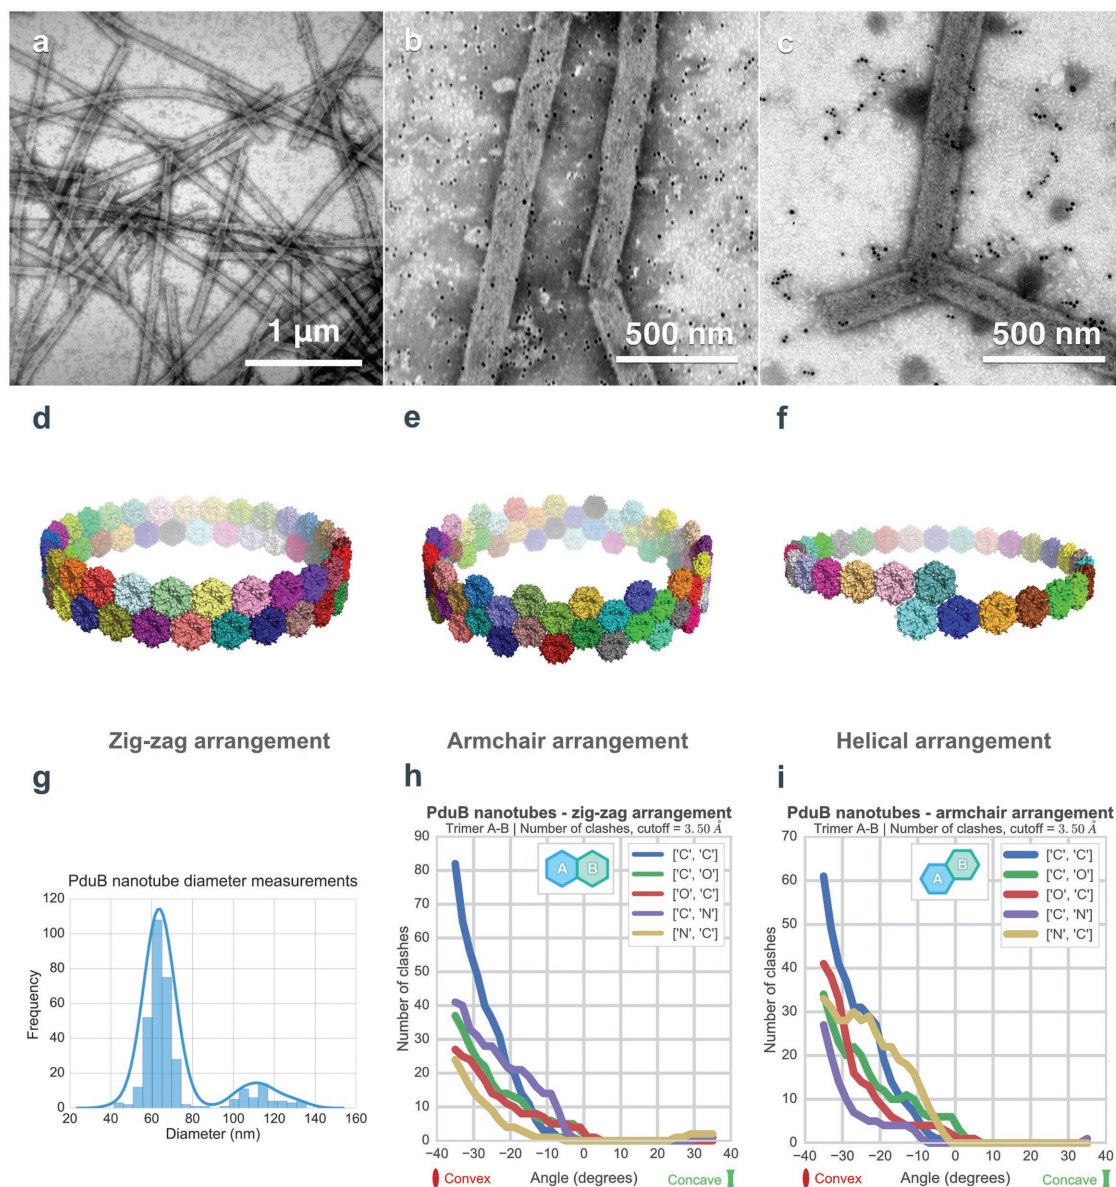 a
b
c
1 μm
500 nm
500 nm
d
e
f
Zig-zag arrangement
Armchair arrangement
Helical arrangement
g
h
i
PduB nanotube diameter measurements
120
100
80
60
40
20
0
Frequency
20
40
60
80
100
120
140
160
Diameter (nm)
PduB nanotubes - zig-zag arrangement
Trimer A-B | Number of clashes, cutoff = 3.50 Å
90
80
70
60
50
40
30
20
10
0
Number of clashes
A
B
['C', 'C']
['C', 'O']
['O', 'C']
['C', 'N']
['N', 'C']
−40
−30
−20
−10
0
10
20
30
40
Convex
Angle (degrees)
Concave
PduB nanotubes - armchair arrangement
Trimer A-B | Number of clashes, cutoff = 3.50 Å
70
60
50
40
30
20
10
0
Number of clashes
A
B
['C', 'C']
['C', 'O']
['O', 'C']
['C', 'N']
['N', 'C']
−40
−30
−20
−10
0
10
20
30
40
Convex
Angle (degrees)
Concave